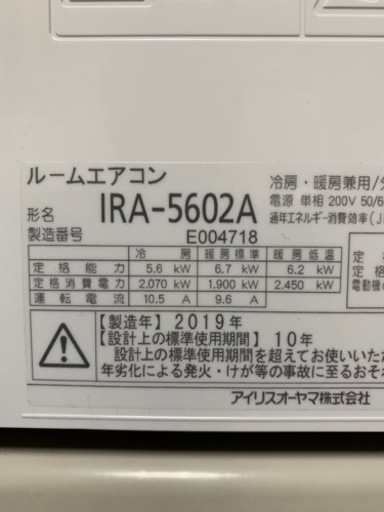 ルームエアコン
形名 IRA-5602A
製造番号 E004718
冷房・暖房兼用/分
電源 単相 200V 50/6
通年エネルギー消費効率(J
冷房 暖房標準 暖房低温
定格能力 5.6 kW 6.7 kW 6.2 kW
定格消費電力 2.070 kW 1.900 kW 2.450 kW
運転電流 10.5 A 9.6 A
定
定格
電動機の
【製造年】2019年
【設計上の標準使用期間】10年
設計上の標準使用期間を超えてお使いいただ
年劣化による発火・けが等の事故に至るおそれ
アイリスオーヤマ株式会社